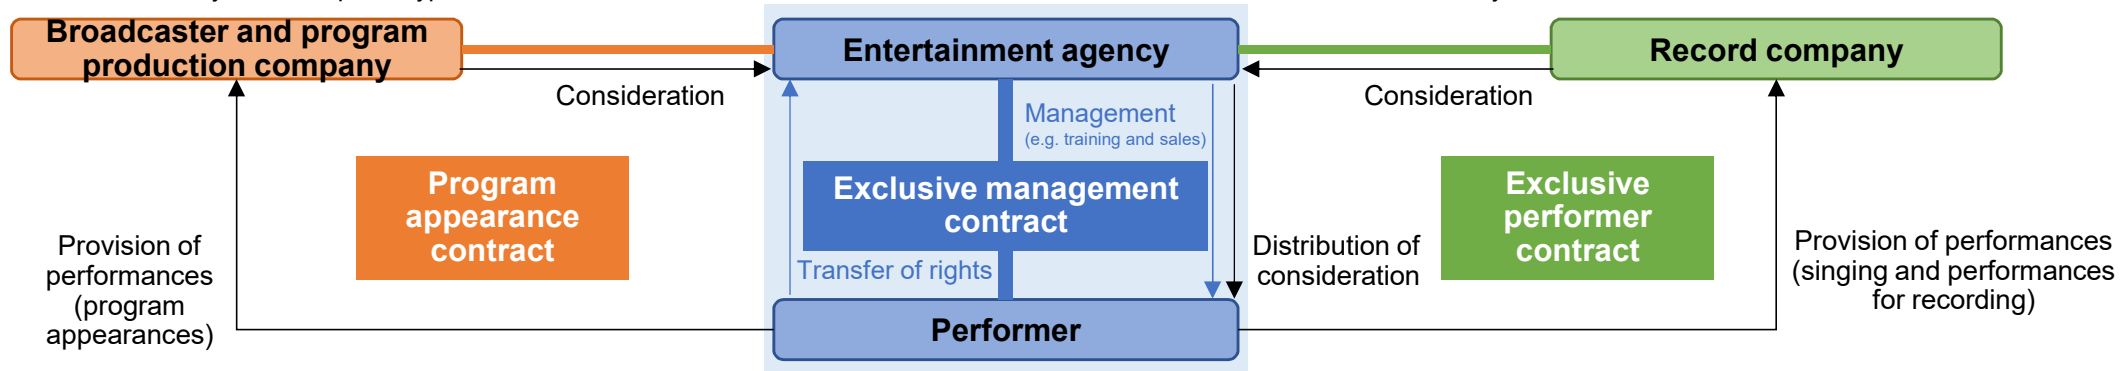 Broadcaster and program
production company
Entertainment agency
Record company
Consideration
Consideration
Management
(e.g. training and sales)
Program
appearance
contract
Exclusive management
contract
Exclusive
performer
contract
Provision of
performances
(program
appearances)
Transfer of rights
Distribution of
consideration
Provision of performances
(singing and performances
for recording)
Performer